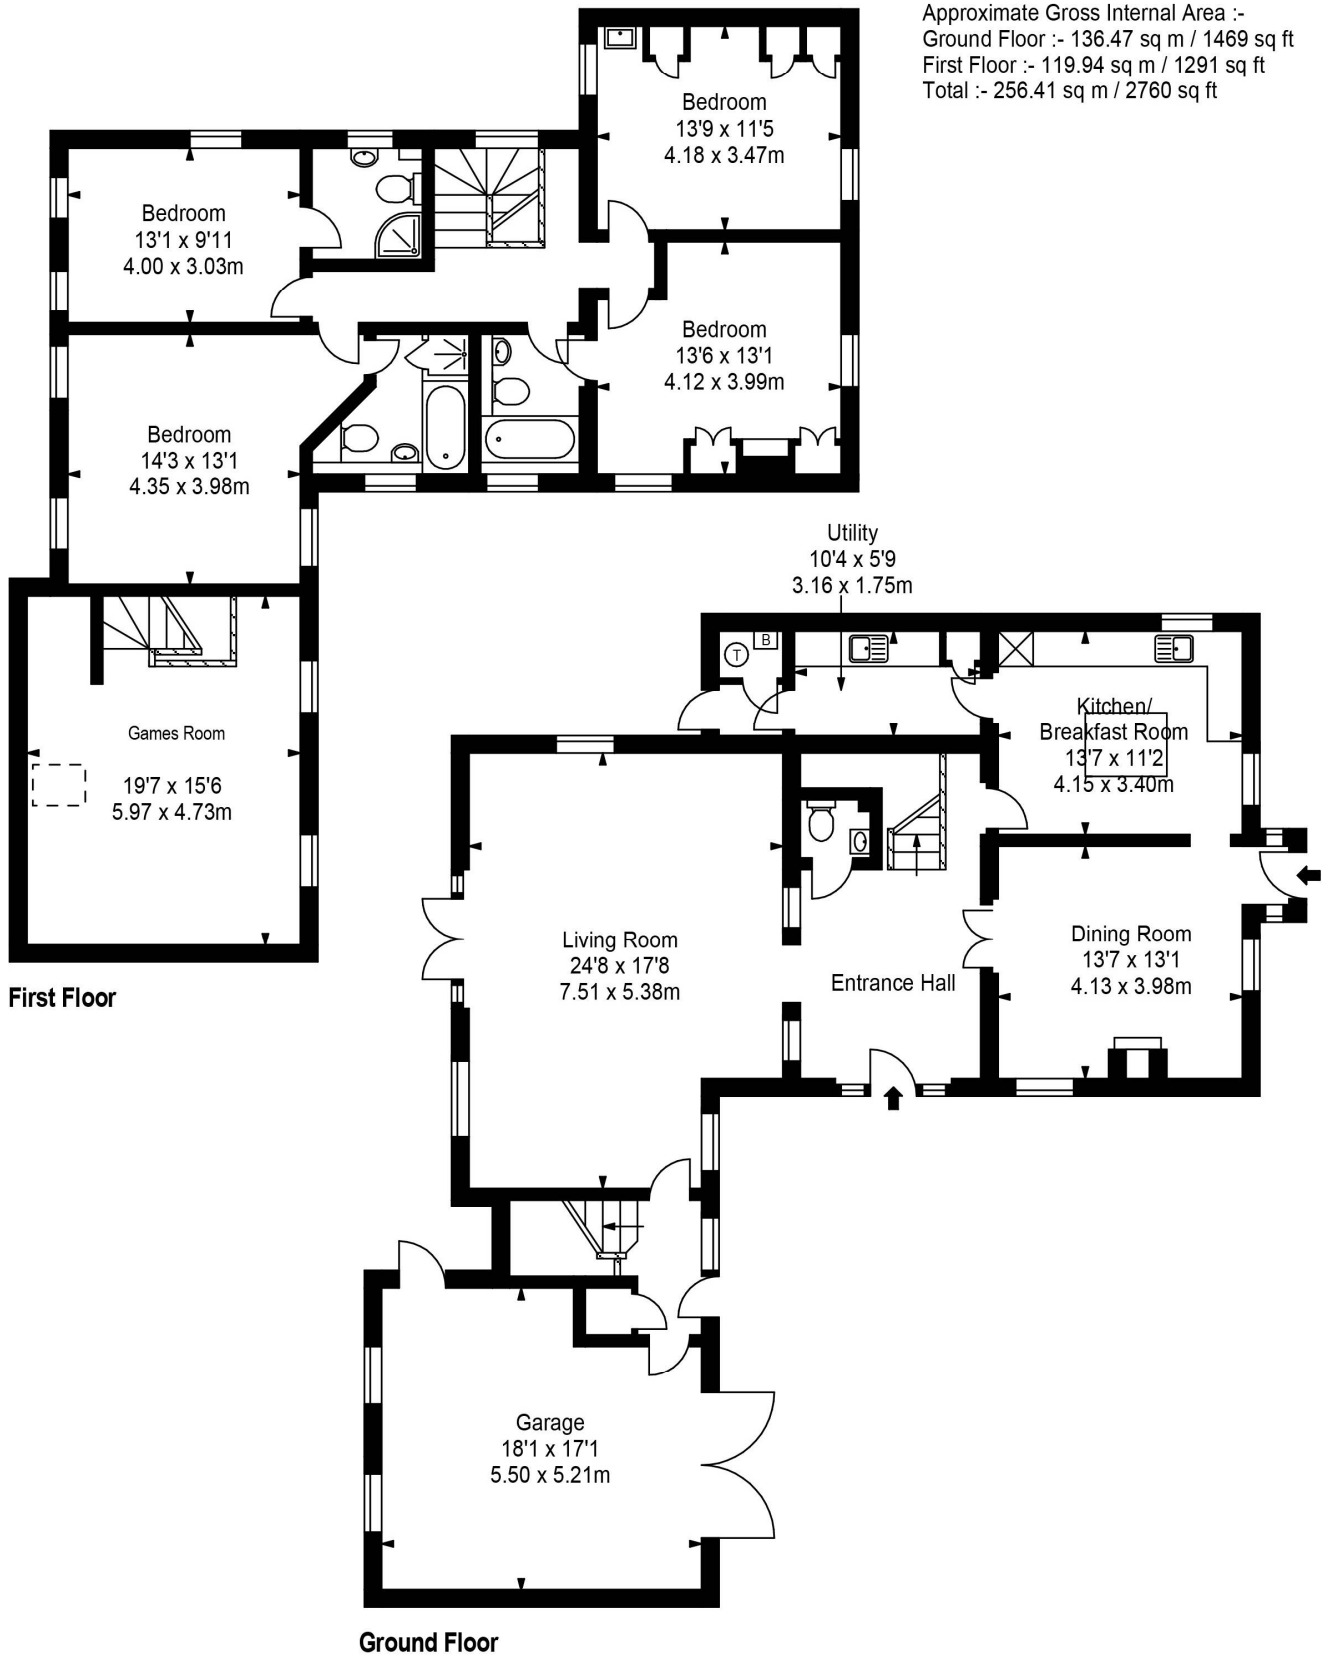 Approximate Gross Internal Area :-
Ground Floor :- 136.47 sq m / 1469 sq ft
First Floor :- 119.94 sq m / 1291 sq ft
Total :- 256.41 sq m / 2760 sq ft
Bedroom
13'9 x 11'5
4.18 x 3.47m
Bedroom
13'1 x 9'11
4.00 x 3.03m
Bedroom
13'6 x 13'1
4.12 x 3.99m
Bedroom
14'3 x 13'1
4.35 x 3.98m
Games Room
19'7 x 15'6
5.97 x 4.73m
First Floor
Utility
10'4 x 5'9
3.16 x 1.75m
B
T
Kitchen/
Breakfast Room
13'7 x 11'2
4.15 x 3.40m
Living Room
24'8 x 17'8
7.51 x 5.38m
Entrance Hall
Dining Room
13'7 x 13'1
4.13 x 3.98m
Garage
18'1 x 17'1
5.50 x 5.21m
Ground Floor